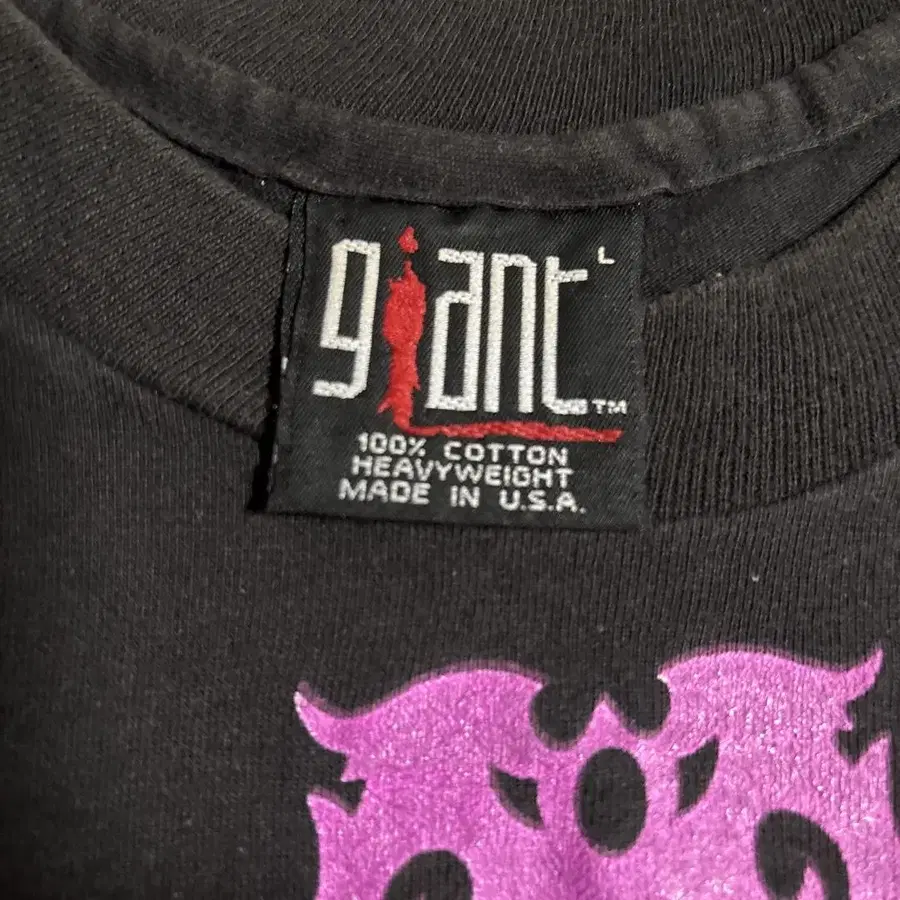 giant L
TM
100% COTTON
HEAVYWEIGHT
MADE IN U.S.A.